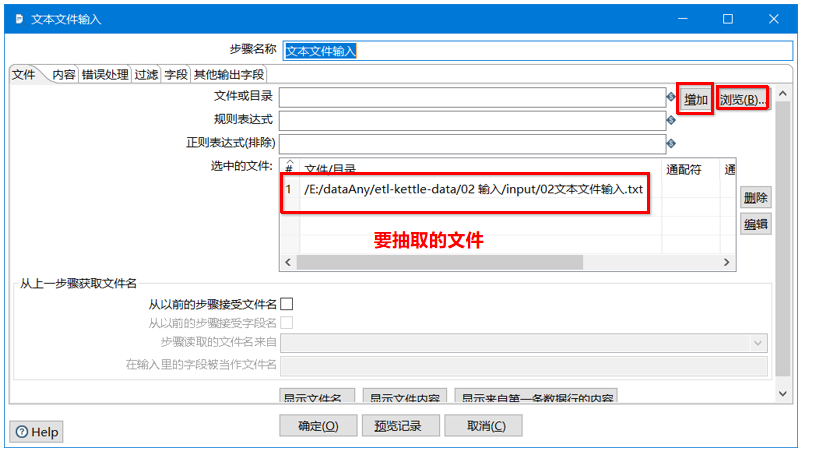 文本文件输入
步骤名称 文本文件输入
文件 内容 错误处理 过滤 字段 其他输出字段
文件或目录 增加 浏览(B)...
规则表达式
正则表达式(排除)
选中的文件: # 文件/目录 通配符 通
1 /E:/dataAny/etl-kettle-data/02 输入/input/02文本文件输入.txt
删除
编辑
要抽取的文件
从上一步骤获取文件名
从以前的步骤接受文件名
从以前的步骤接受字段名
步骤读取的文件名来自
在输入里的字段被当作文件名
显示文件名 显示文件内容 显示来自第一条数据行的内容
确定(O) 预览记录 取消(C)
Help